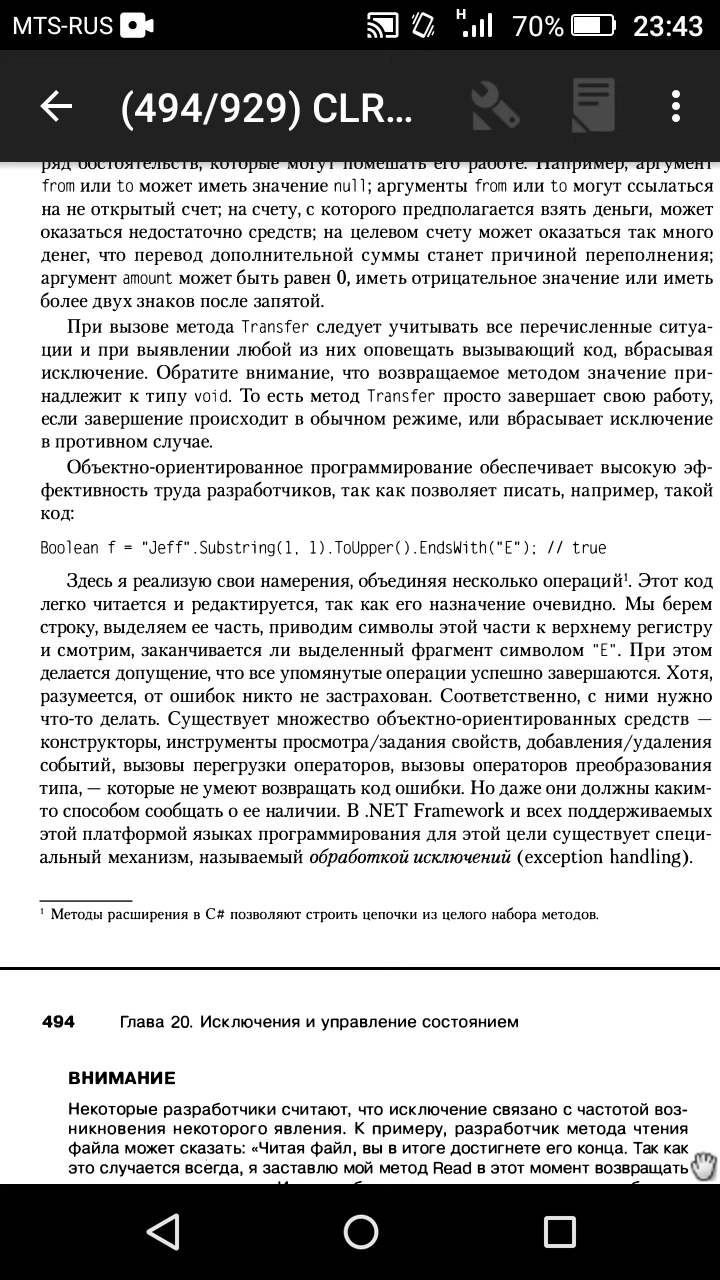 MTS-RUS H 70% 23:43
(494/929) CLR...
ряд обстоятельств, которые могут помешать его работе. Например, аргумент
from или to может иметь значение null; аргументы from или to могут ссылаться
на не открытый счет; на счету, с которого предполагается взять деньги, может
оказаться недостаточно средств; на целевом счету может оказаться так много
денег, что перевод дополнительной суммы станет причиной переполнения;
аргумент amount может быть равен 0, иметь отрицательное значение или иметь
более двух знаков после запятой.
При вызове метода Transfer следует учитывать все перечисленные ситуа-
ции и при выявлении любой из них оповещать вызывающий код, вбрасывая
исключение. Обратите внимание, что возвращаемое методом значение при-
надлежит к типу void. То есть метод Transfer просто завершает свою работу,
если завершение происходит в обычном режиме, или вбрасывает исключение
в противном случае.
Объектно-ориентированное программирование обеспечивает высокую эф-
фективность труда разработчиков, так как позволяет писать, например, такой
код:
Boolean f = "Jeff".Substring(1, 1).ToUpper().EndsWith("E"); // true
Здесь я реализую свои намерения, объединяя несколько операций¹. Этот код
легко читается и редактируется, так как его назначение очевидно. Мы берем
строку, выделяем ее часть, приводим символы этой части к верхнему регистру
и смотрим, заканчивается ли выделенный фрагмент символом "E". При этом
делается допущение, что все упомянутые операции успешно завершаются. Хотя,
разумеется, от ошибок никто не застрахован. Соответственно, с ними нужно
что-то делать. Существует множество объектно-ориентированных средств —
конструкторы, инструменты просмотра/задания свойств, добавления/удаления
событий, вызовы перегрузки операторов, вызовы операторов преобразования
типа, — которые не умеют возвращать код ошибки. Но даже они должны каким-
то способом сообщать о ее наличии. В .NET Framework и всех поддерживаемых
этой платформой языках программирования для этой цели существует специ-
альный механизм, называемый обработкой исключений (exception handling).
¹ Методы расширения в C# позволяют строить цепочки из целого набора методов.
494 Глава 20. Исключения и управление состоянием
ВНИМАНИЕ
Некоторые разработчики считают, что исключение связано с частотой воз-
никновения некоторого явления. К примеру, разработчик метода чтения
файла может сказать: «Читая файл, вы в итоге достигнете его конца. Так как
это случается всегда, я заставлю мой метод Read в этот момент возвращать